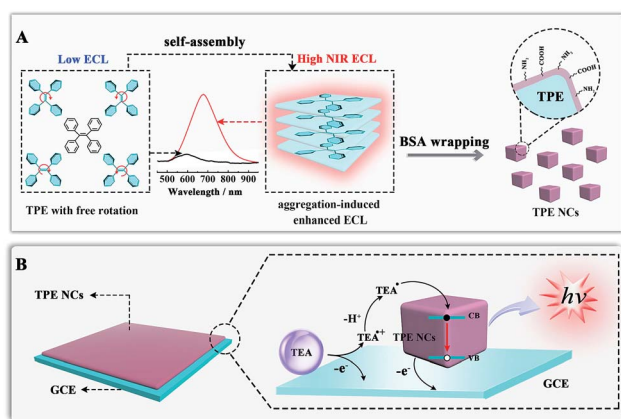 A
Low ECL
self-assembly
High NIR ECL
TPE with free rotation
500 600 700 800 900
Wavelength / nm
aggregation-induced
enhanced ECL
BSA wrapping
NH₂
COOH
NH₂
COOH
NH₂
TPE
TPE NCs
B
TPE NCs
GCE
TEA
-e⁻
TEA•+
-H⁺
TEA•
TPE NCs
CB
VB
-e⁻
GCE
hν